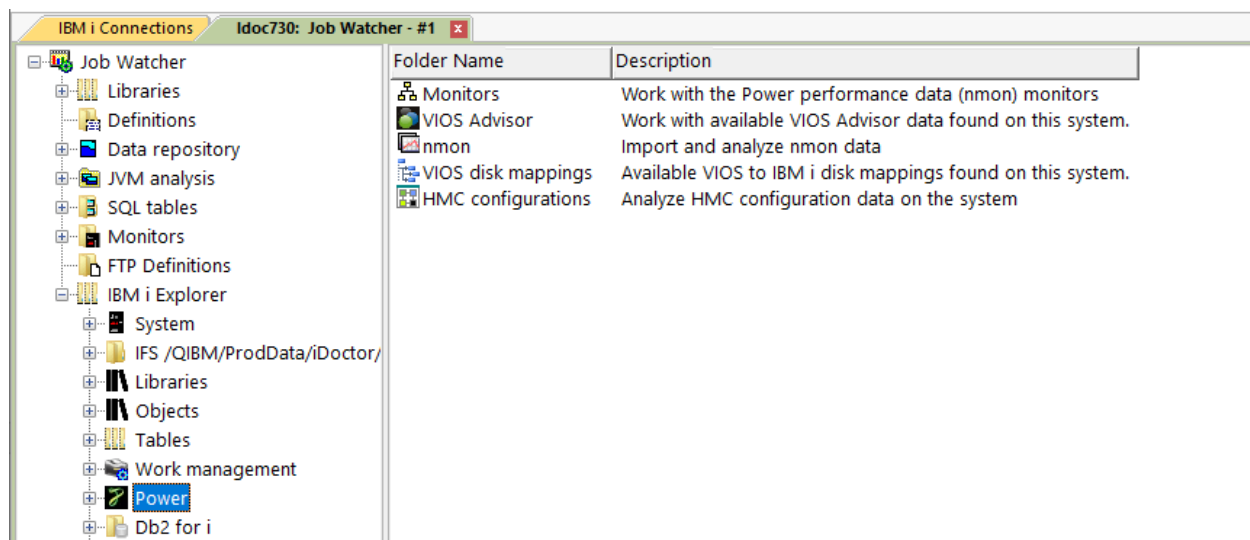 IBM i Connections
Idoc730: Job Watcher - #1
Job Watcher
Libraries
Definitions
Data repository
JVM analysis
SQL tables
Monitors
FTP Definitions
IBM i Explorer
System
IFS /QIBM/ProdData/iDoctor/
Libraries
Objects
Tables
Work management
Power
Db2 for i
Folder Name Description
Monitors Work with the Power performance data (nmon) monitors
VIOS Advisor Work with available VIOS Advisor data found on this system.
nmon Import and analyze nmon data
VIOS disk mappings Available VIOS to IBM i disk mappings found on this system.
HMC configurations Analyze HMC configuration data on the system